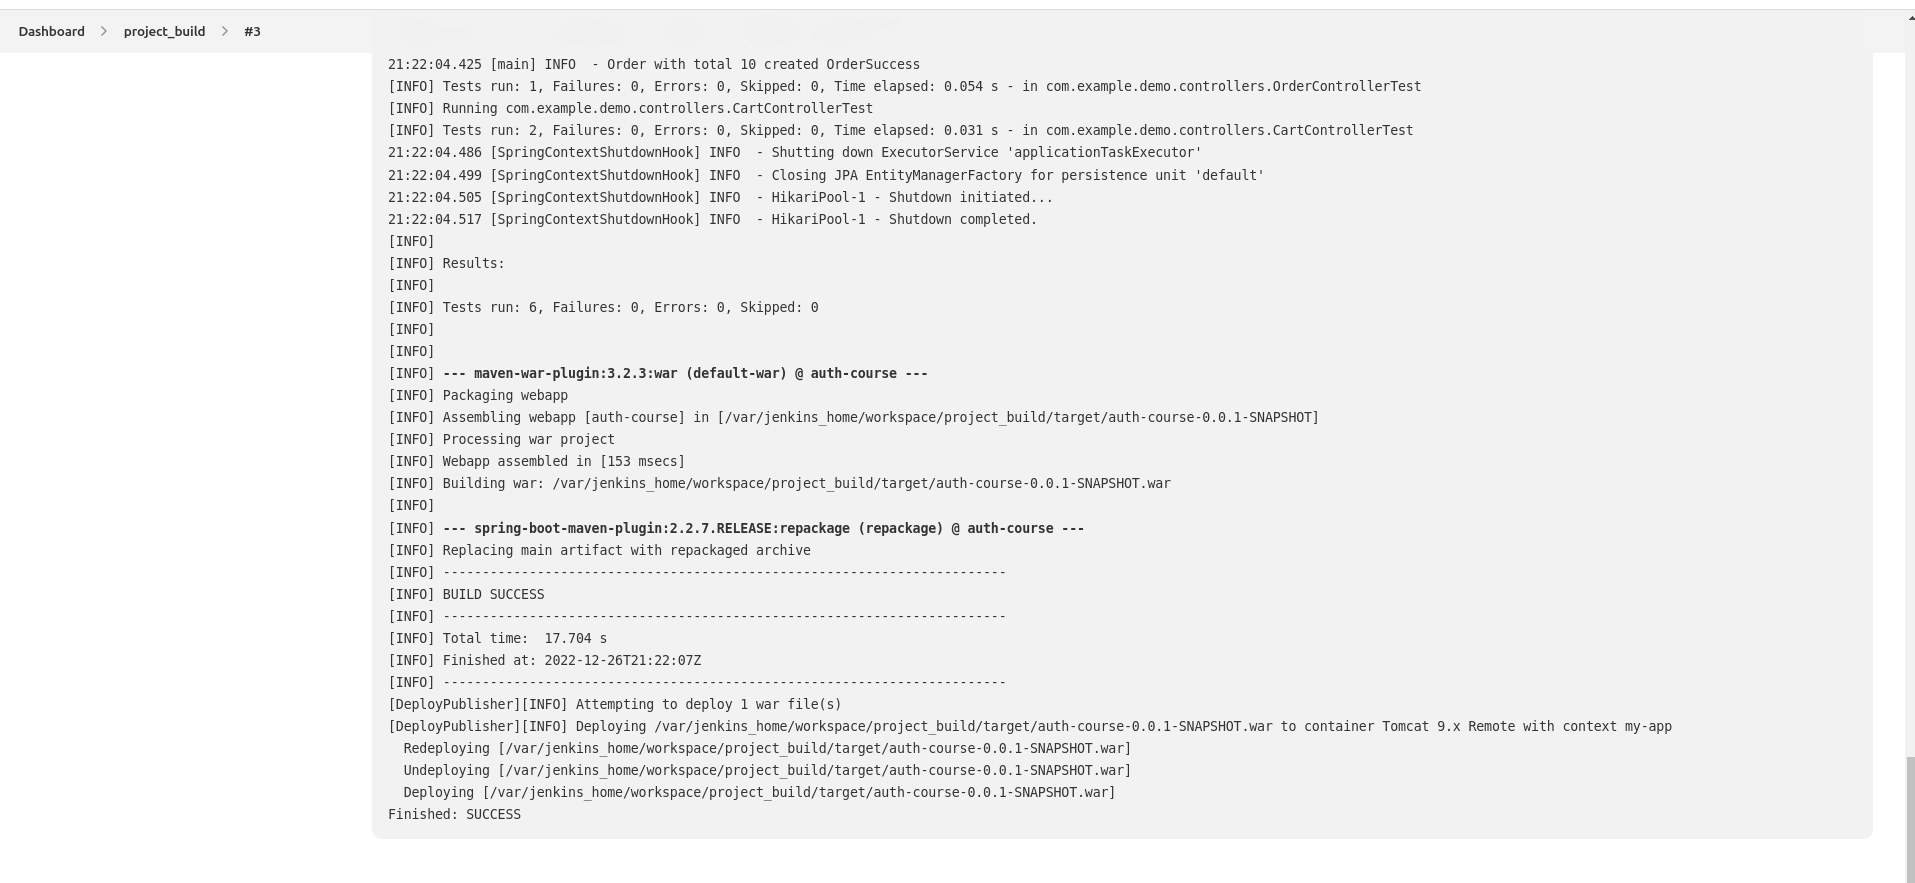 Dashboard > project_build > #3
21:22:04.425 [main] INFO  - Order with total 10 created OrderSuccess
[INFO] Tests run: 1, Failures: 0, Errors: 0, Skipped: 0, Time elapsed: 0.054 s - in com.example.demo.controllers.OrderControllerTest
[INFO] Running com.example.demo.controllers.CartControllerTest
[INFO] Tests run: 2, Failures: 0, Errors: 0, Skipped: 0, Time elapsed: 0.031 s - in com.example.demo.controllers.CartControllerTest
21:22:04.486 [SpringContextShutdownHook] INFO  - Shutting down ExecutorService 'applicationTaskExecutor'
21:22:04.499 [SpringContextShutdownHook] INFO  - Closing JPA EntityManagerFactory for persistence unit 'default'
21:22:04.505 [SpringContextShutdownHook] INFO  - HikariPool-1 - Shutdown initiated...
21:22:04.517 [SpringContextShutdownHook] INFO  - HikariPool-1 - Shutdown completed.
[INFO]
[INFO] Results:
[INFO]
[INFO] Tests run: 6, Failures: 0, Errors: 0, Skipped: 0
[INFO]
[INFO]
[INFO] --- maven-war-plugin:3.2.3:war (default-war) @ auth-course ---
[INFO] Packaging webapp
[INFO] Assembling webapp [auth-course] in [/var/jenkins_home/workspace/project_build/target/auth-course-0.0.1-SNAPSHOT]
[INFO] Processing war project
[INFO] Webapp assembled in [153 msecs]
[INFO] Building war: /var/jenkins_home/workspace/project_build/target/auth-course-0.0.1-SNAPSHOT.war
[INFO]
[INFO] --- spring-boot-maven-plugin:2.2.7.RELEASE:repackage (repackage) @ auth-course ---
[INFO] Replacing main artifact with repackaged archive
[INFO] ------------------------------------------------------------------------
[INFO] BUILD SUCCESS
[INFO] ------------------------------------------------------------------------
[INFO] Total time:  17.704 s
[INFO] Finished at: 2022-12-26T21:22:07Z
[INFO] ------------------------------------------------------------------------
[DeployPublisher][INFO] Attempting to deploy 1 war file(s)
[DeployPublisher][INFO] Deploying /var/jenkins_home/workspace/project_build/target/auth-course-0.0.1-SNAPSHOT.war to container Tomcat 9.x Remote with context my-app
  Redeploying [/var/jenkins_home/workspace/project_build/target/auth-course-0.0.1-SNAPSHOT.war]
  Undeploying [/var/jenkins_home/workspace/project_build/target/auth-course-0.0.1-SNAPSHOT.war]
  Deploying [/var/jenkins_home/workspace/project_build/target/auth-course-0.0.1-SNAPSHOT.war]
Finished: SUCCESS